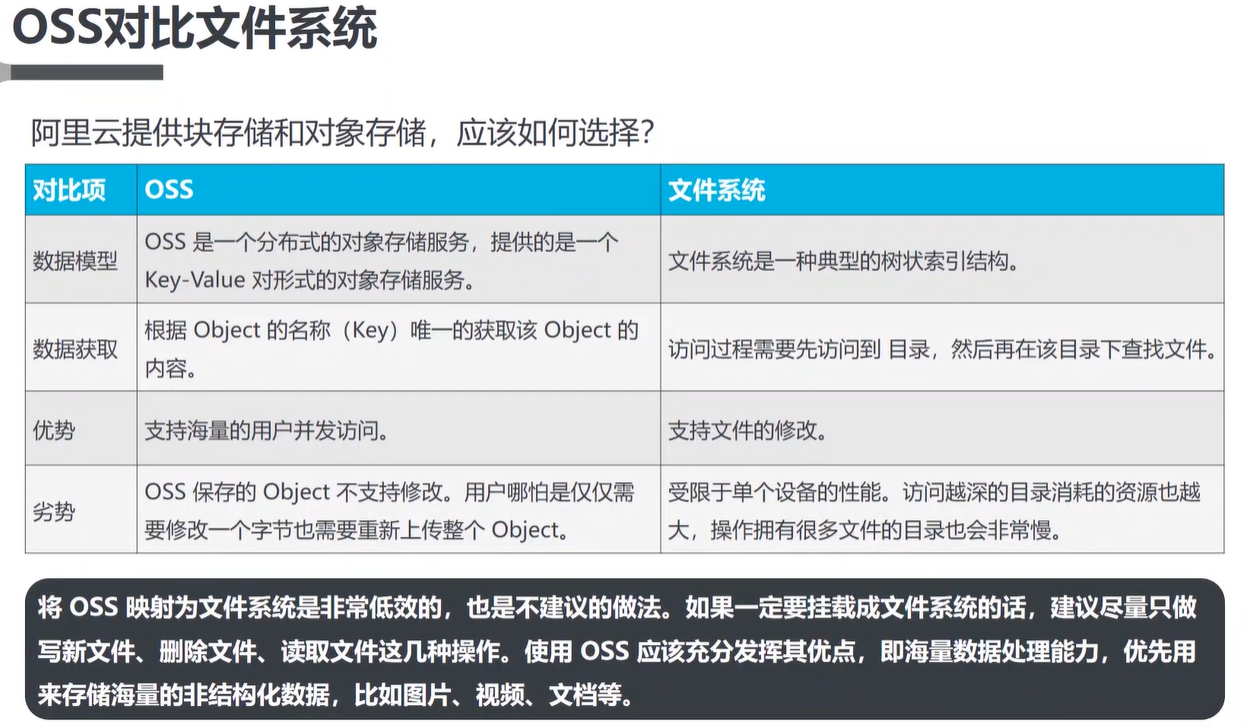 OSS对比文件系统
阿里云提供块存储和对象存储，应该如何选择？
对比项 OSS 文件系统
数据模型
OSS 是一个分布式的对象存储服务，提供的是一个
Key-Value 对形式的对象存储服务。
文件系统是一种典型的树状索引结构。
数据获取
根据 Object 的名称（Key）唯一的获取该 Object 的
内容。
访问过程需要先访问到 目录，然后再在该目录下查找文件。
优势
支持海量的用户并发访问。
支持文件的修改。
劣势
OSS 保存的 Object 不支持修改。用户哪怕是仅仅需
要修改一个字节也需要重新上传整个 Object。
受限于单个设备的性能。访问越深的目录消耗的资源也越
大，操作拥有很多文件的目录也会非常慢。
将 OSS 映射为文件系统是非常低效的，也是不建议的做法。如果一定要挂载成文件系统的话，建议尽量只做
写新文件、删除文件、读取文件这几种操作。使用 OSS 应该充分发挥其优点，即海量数据处理能力，优先用
来存储海量的非结构化数据，比如图片、视频、文档等。